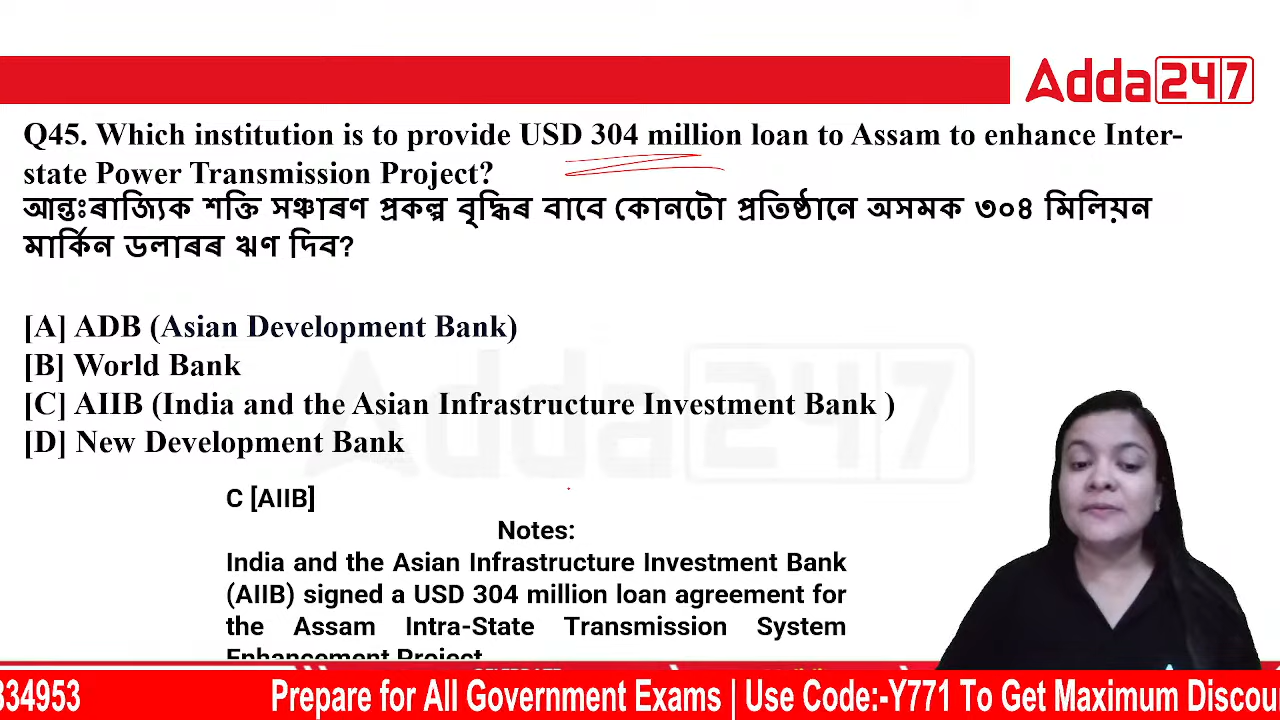 Adda247
Q45. Which institution is to provide USD 304 million loan to Assam to enhance Inter-
state Power Transmission Project?
আন্তঃৰাজ্যিক শক্তি সঞ্চাৰণ প্ৰকল্প বৃদ্ধিৰ বাবে কোনটো প্ৰতিষ্ঠানে অসমক ৩০৪ মিলিয়ন
মাৰ্কিন ডলাৰৰ ঋণ দিব?
[A] ADB (Asian Development Bank)
[B] World Bank
[C] AIIB (India and the Asian Infrastructure Investment Bank )
[D] New Development Bank
C [AIIB]
Notes:
India and the Asian Infrastructure Investment Bank
(AIIB) signed a USD 304 million loan agreement for
the Assam Intra-State Transmission System
Enhancement Project
334953 Prepare for All Government Exams | Use Code:-Y771 To Get Maximum Discou